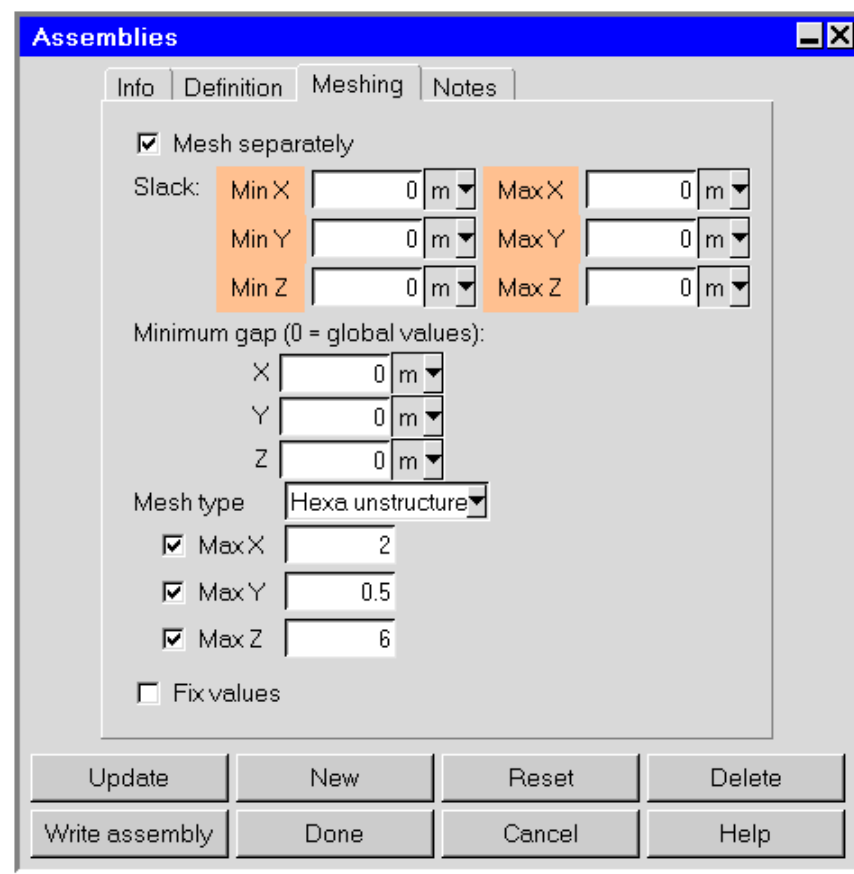 Assemblies
Info Definition Meshing Notes
Mesh separately
Slack: Min X 0 m Max X 0 m
Min Y 0 m Max Y 0 m
Min Z 0 m Max Z 0 m
Minimum gap (0 = global values):
X 0 m
Y 0 m
Z 0 m
Mesh type Hexa unstructure
Max X 2
Max Y 0.5
Max Z 6
Fix values
Update New Reset Delete
Write assembly Done Cancel Help